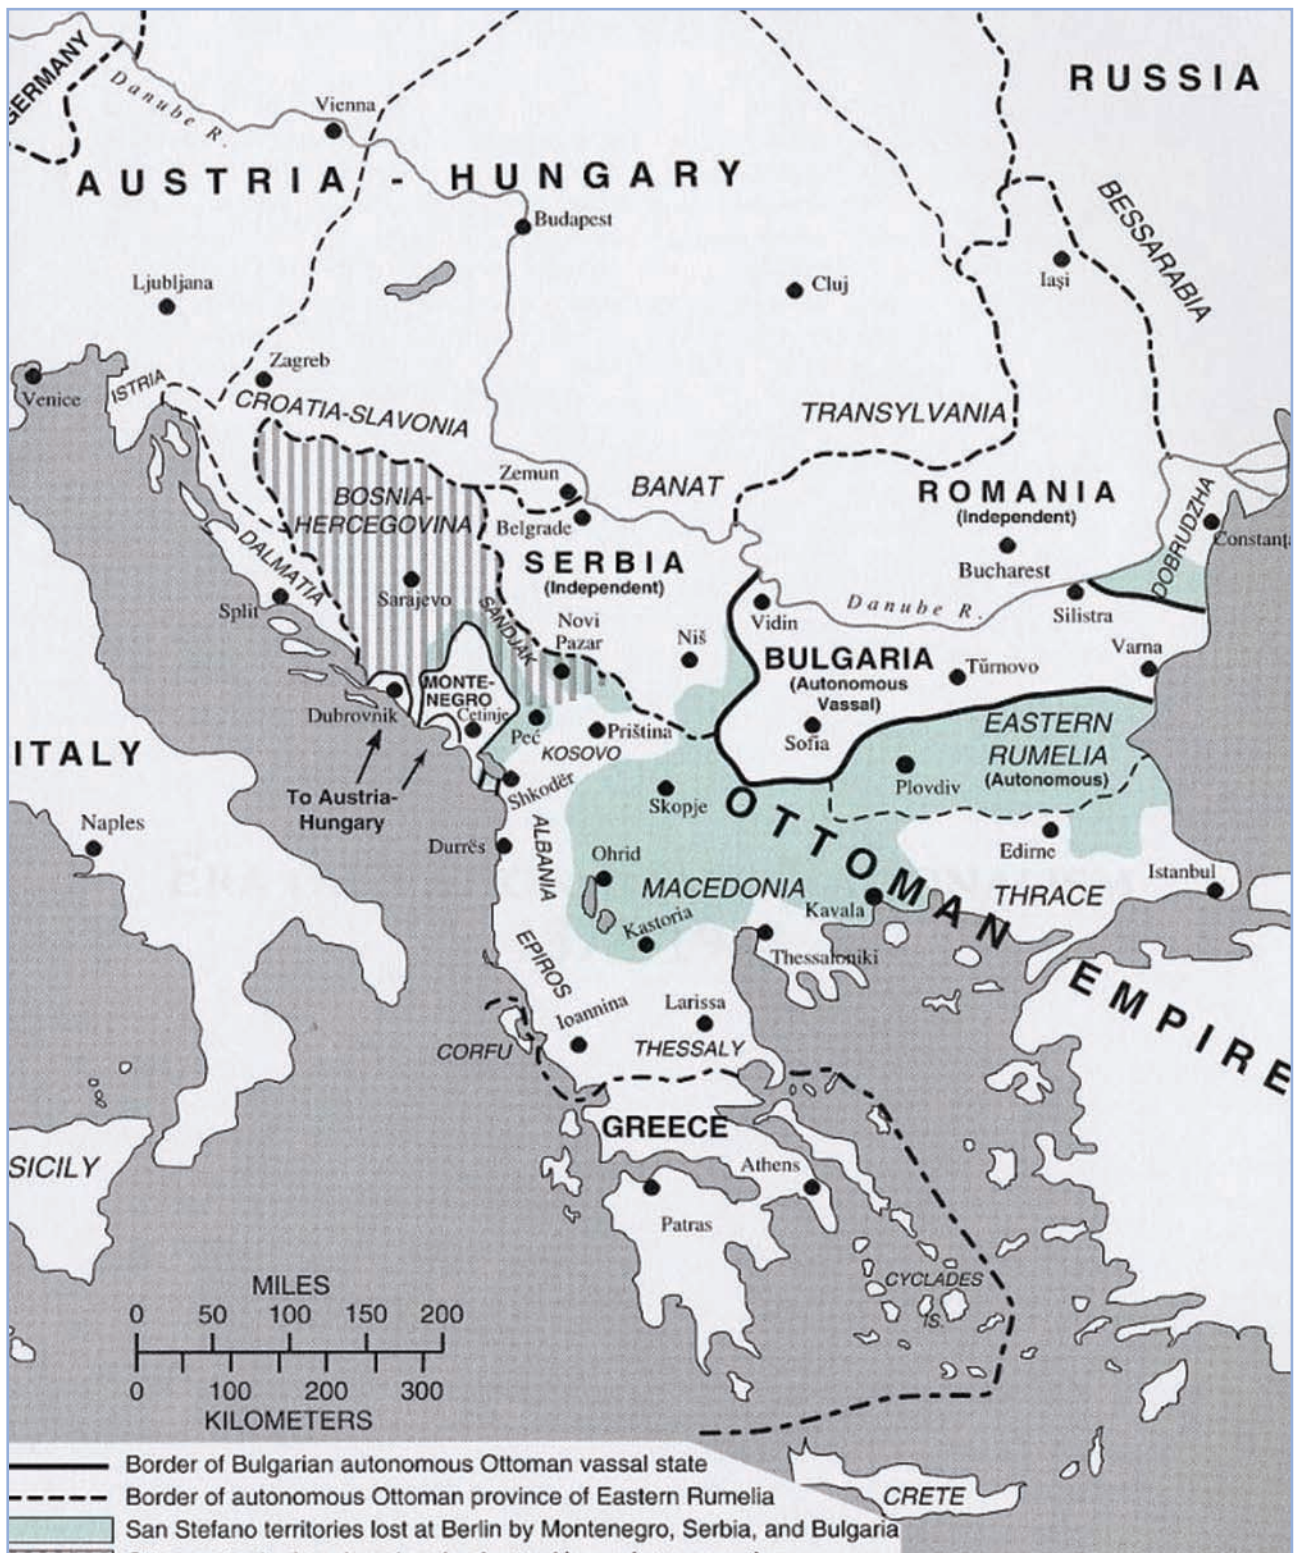 RUSSIA
GERMANY
Danube R.
Vienna
AUSTRIA - HUNGARY
Budapest
BESSARABIA
Iaşi
Cluj
Ljubljana
Zagreb
Venice
ISTRIA
CROATIA-SLAVONIA
TRANSYLVANIA
Zemun
BANAT
ROMANIA
(Independent)
BOSNIA-
HERCEGOVINA
Belgrade
DOBRUDZHA
Constanţa
SERBIA
(Independent)
Bucharest
DALMATIA
Sarajevo
SANDJAK
Split
Novi
Pazar
Niš
Vidin
Danube R.
Silistra
Varna
BULGARIA
(Autonomous
Vassal)
Tŭrnovo
MONTE-
NEGRO
Cetinje
Dubrovnik
Peć
Priština
KOSOVO
Sofia
EASTERN
RUMELIA
(Autonomous)
ITALY
To Austria-
Hungary
Shkodër
Skopje
Plovdiv
OTTOMAN EMPIRE
Naples
Durrës
ALBANIA
Ohrid
Edirne
Istanbul
MACEDONIA
Kavala
THRACE
Kastoria
Thessaloniki
EPIROS
Ioannina
Larissa
CORFU
THESSALY
GREECE
SICILY
Athens
Patras
CYCLADES
IS.
MILES
0 50 100 150 200
0 100 200 300
KILOMETERS
CRETE
Border of Bulgarian autonomous Ottoman vassal state
Border of autonomous Ottoman province of Eastern Rumelia
San Stefano territories lost at Berlin by Montenegro, Serbia, and Bulgaria